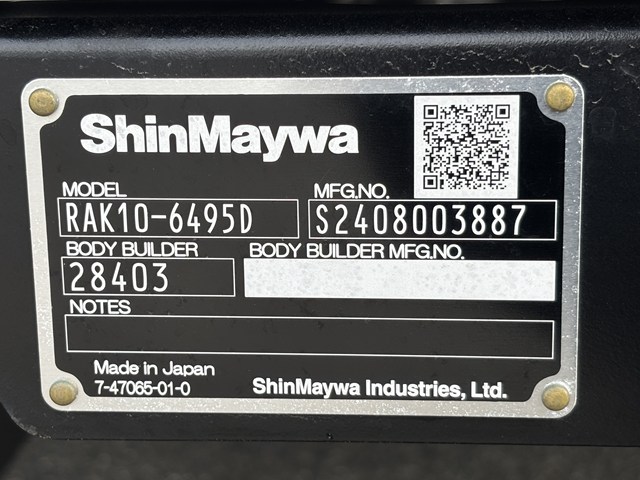 ShinMaywa
MODEL MFG.NO.
RAK10-6495D S2408003887
BODY BUILDER BODY BUILDER MFG.NO.
28403
NOTES
Made in Japan
7-47065-01-0 ShinMaywa Industries, Ltd.